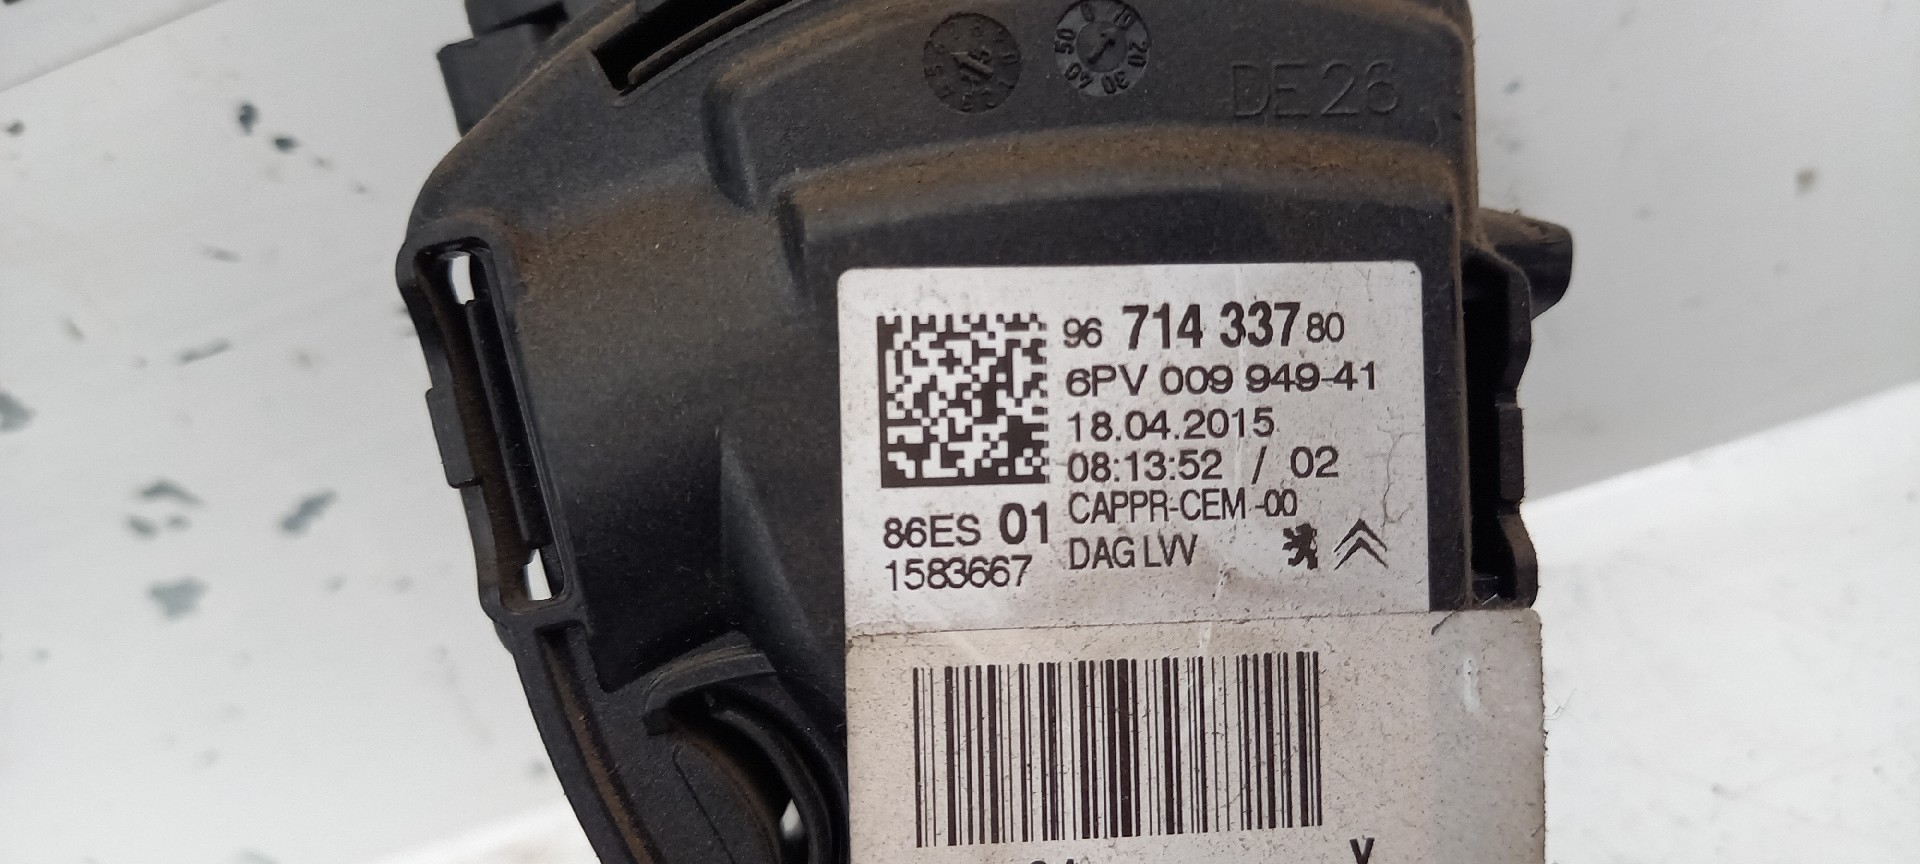 DE26
96 714 337 80
6PV 009 949-41
18.04.2015
08:13:52 / 02
CAPPR-CEM-00
86ES 01
DAG LVV
1583667